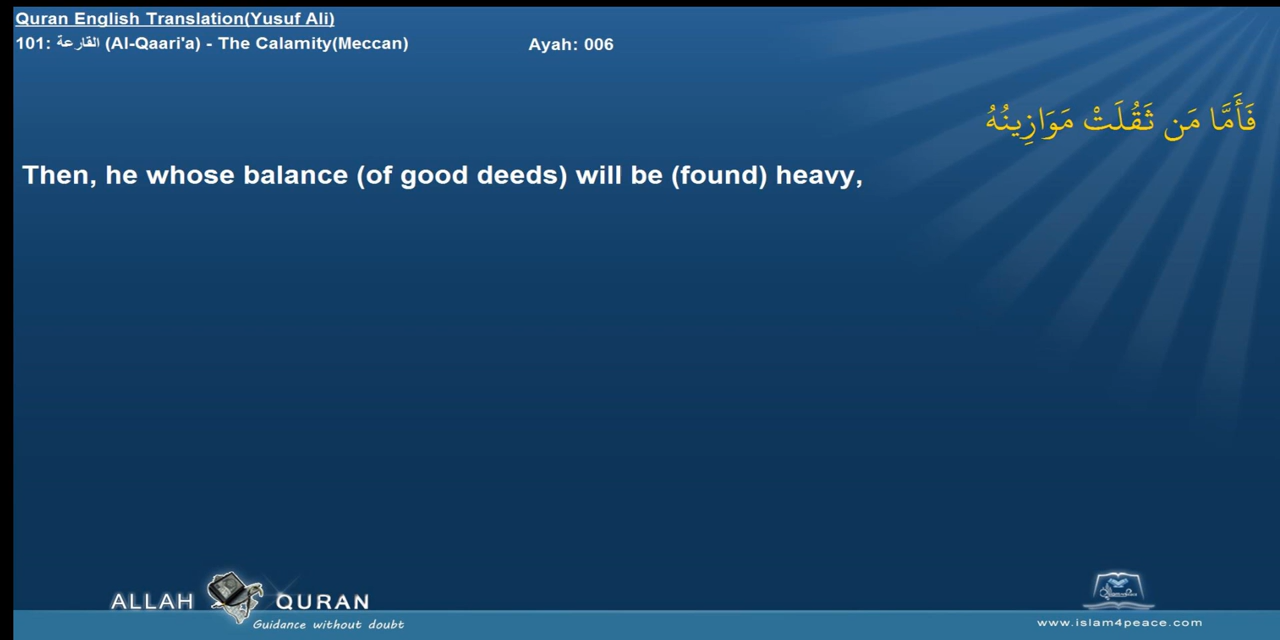 Quran English Translation(Yusuf Ali)
101: القارعة (Al-Qaari'a) - The Calamity(Meccan) Ayah: 006
فَأَمَّا مَن ثَقُلَتْ مَوَازِينُهُ
Then, he whose balance (of good deeds) will be (found) heavy,
ALLAH QURAN
Guidance without doubt
www.islam4peace.com